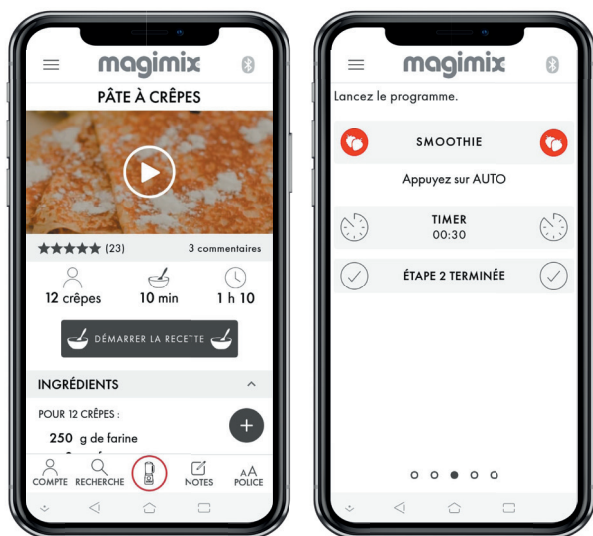 magimix
PÂTE À CRÊPES
★★★★★ (23) 3 commentaires
12 crêpes 10 min 1 h 10
DÉMARRER LA RECETTE
INGRÉDIENTS
POUR 12 CRÊPES :
250 g de farine
COMPTE RECHERCHE NOTES AA POLICE
magimix
Lancez le programme.
SMOOTHIE
Appuyez sur AUTO
TIMER
00:30
ÉTAPE 2 TERMINÉE